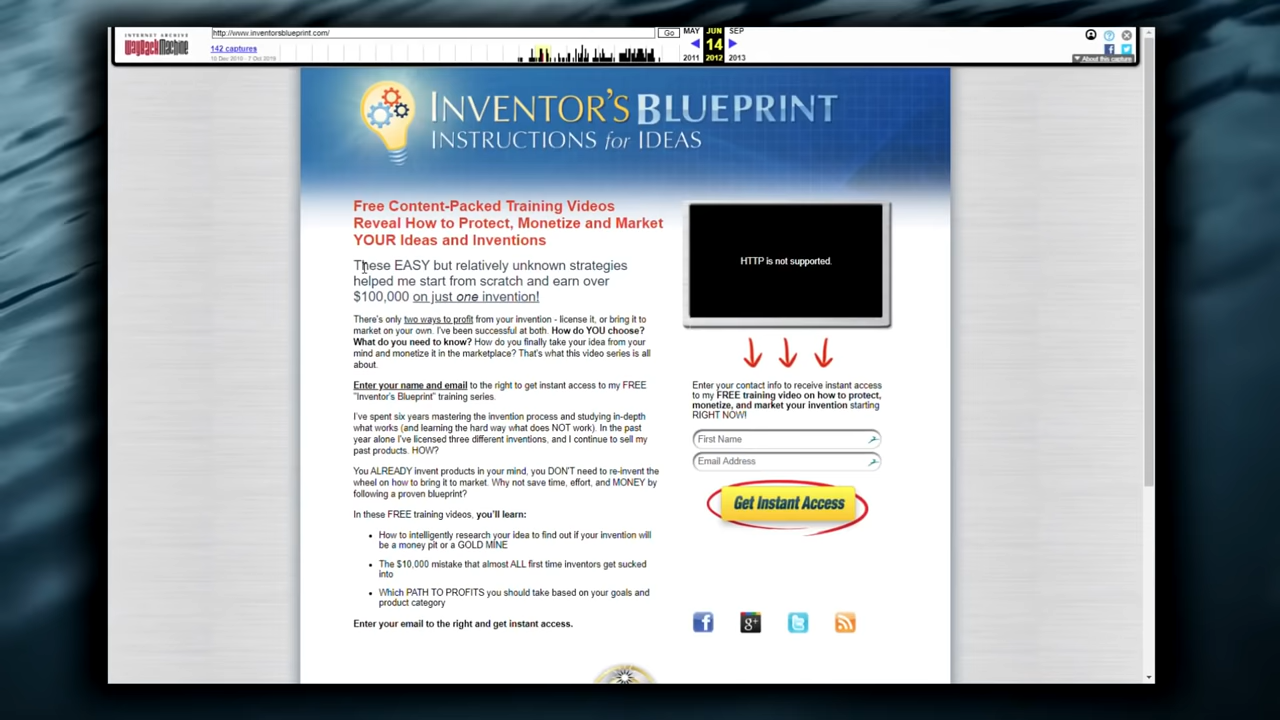 INTERNET ARCHIVE
WayBackMachine
http://www.inventorsblueprint.com/
Go
MAY
JUN
SEP
142 captures
14
2011
2012
2013
About this capture
INVENTOR'S BLUEPRINT
INSTRUCTIONS for IDEAS
Free Content-Packed Training Videos
Reveal How to Protect, Monetize and Market
YOUR Ideas and Inventions
These EASY but relatively unknown strategies
helped me start from scratch and earn over
$100,000 on just one invention!
There's only two ways to profit from your invention - license it, or bring it to
market on your own. I've been successful at both. How do YOU choose?
What do you need to know? How do you finally take your idea from your
mind and monetize it in the marketplace? That's what this video series is all
about.
Enter your name and email to the right to get instant access to my FREE
"Inventor's Blueprint" training series.
I've spent six years mastering the invention process and studying in-depth
what works (and learning the hard way what does NOT work). In the past
year alone I've licensed three different inventions, and I continue to sell my
past products. HOW?
You ALREADY invent products in your mind, you DON'T need to re-invent the
wheel on how to bring it to market. Why not save time, effort, and MONEY by
following a proven blueprint?
In these FREE training videos, you'll learn:
• How to intelligently research your idea to find out if your invention will
be a money pit or a GOLD MINE
• The $10,000 mistake that almost ALL first time inventors get sucked
into
• Which PATH TO PROFITS you should take based on your goals and
product category
Enter your email to the right and get instant access.
HTTP is not supported.
Enter your contact info to receive instant access
to my FREE training video on how to protect,
monetize, and market your invention starting
RIGHT NOW!
First Name
Email Address
Get Instant Access